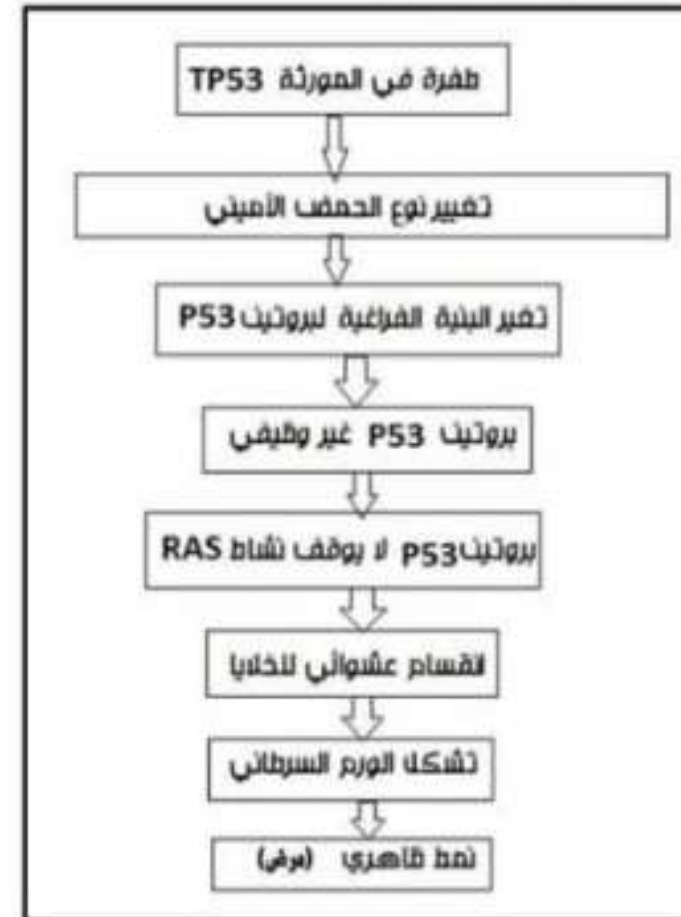 طفرة في المورثة TP53
تغيير نوع الحمض الأميني
تغير البنية الفراغية لبروتين P53
بروتين P53 غير وظيفي
بروتين P53 لا يوقف نشاط RAS
انقسام عشوائي للخلايا
تشكل الورم السرطاني
نمط ظاهري (مرض)